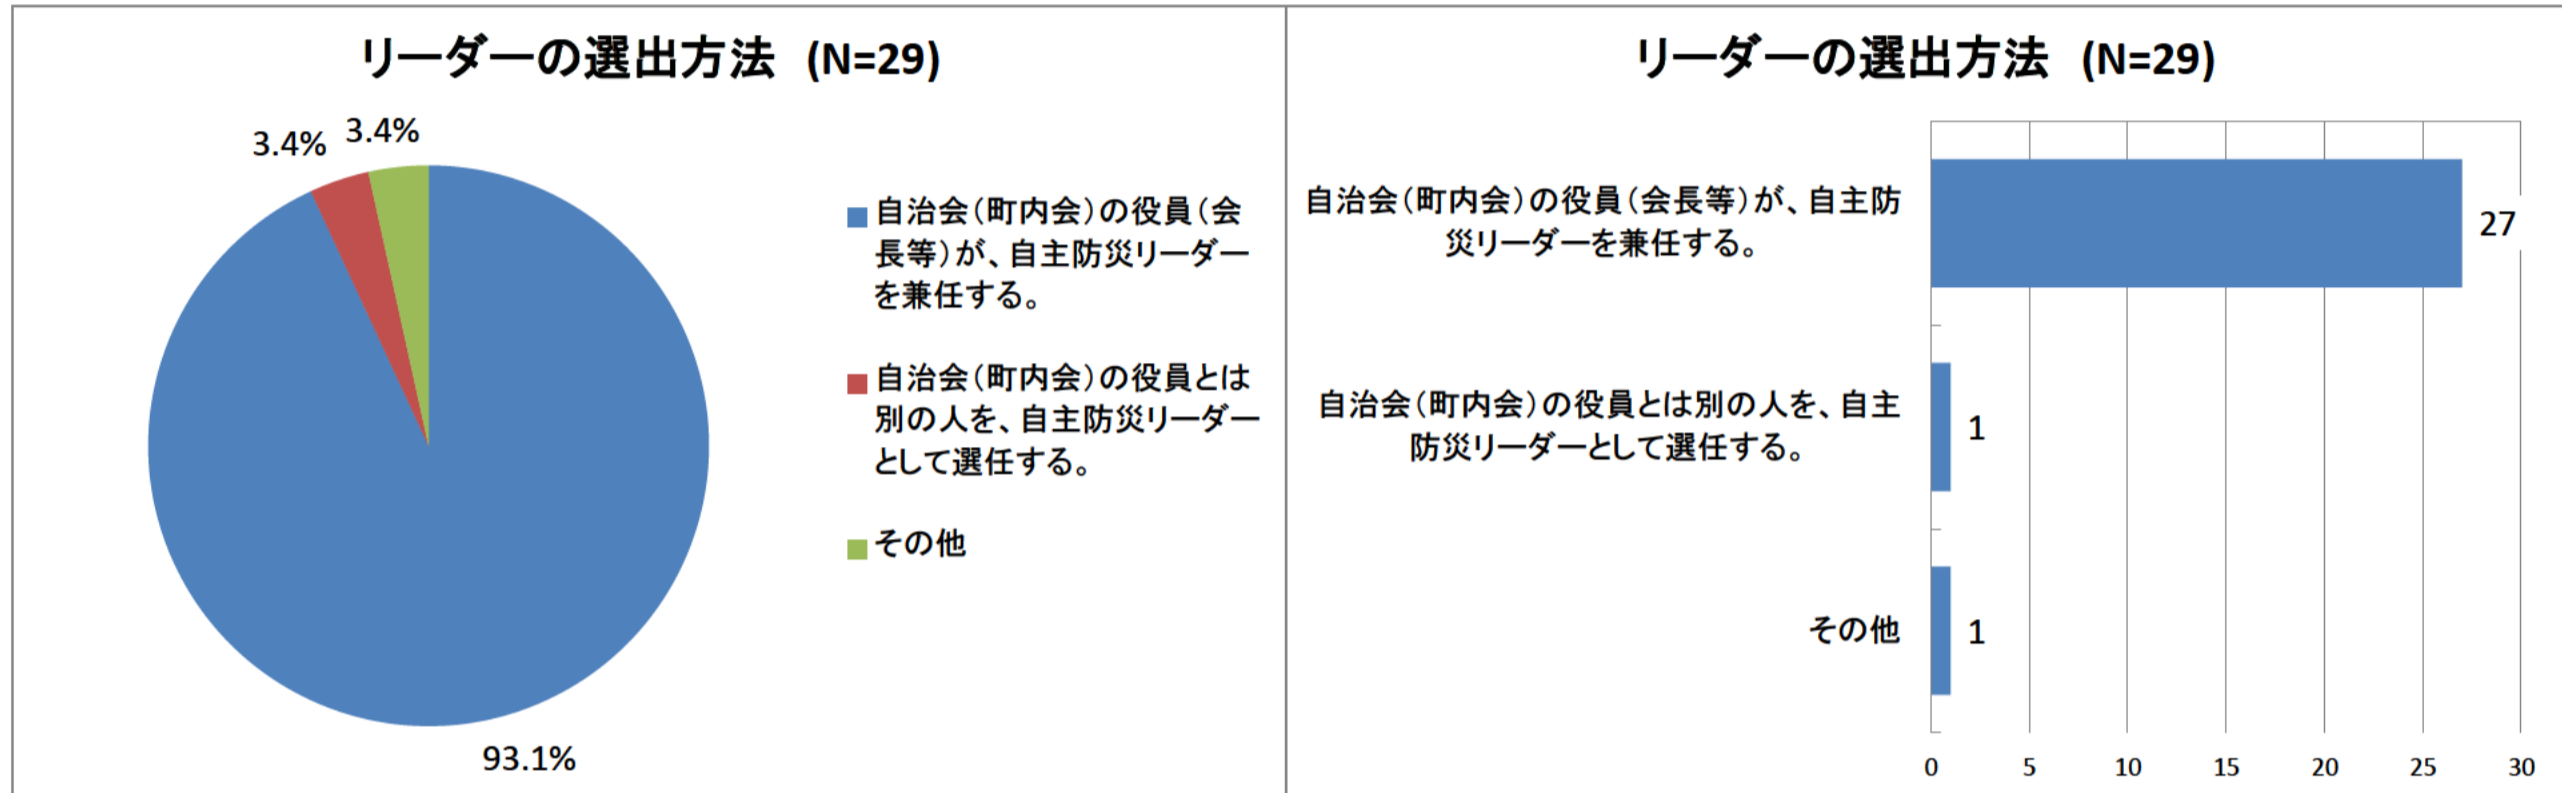 リーダーの選出方法 (N=29)
3.4%
3.4%
93.1%
自治会(町内会)の役員(会
長等)が、自主防災リーダー
を兼任する。
自治会(町内会)の役員とは
別の人を、自主防災リーダー
として選任する。
その他
リーダーの選出方法 (N=29)
自治会(町内会)の役員(会長等)が、自主防
災リーダーを兼任する。
27
自治会(町内会)の役員とは別の人を、自主
防災リーダーとして選任する。
1
その他
1
0 5 10 15 20 25 30